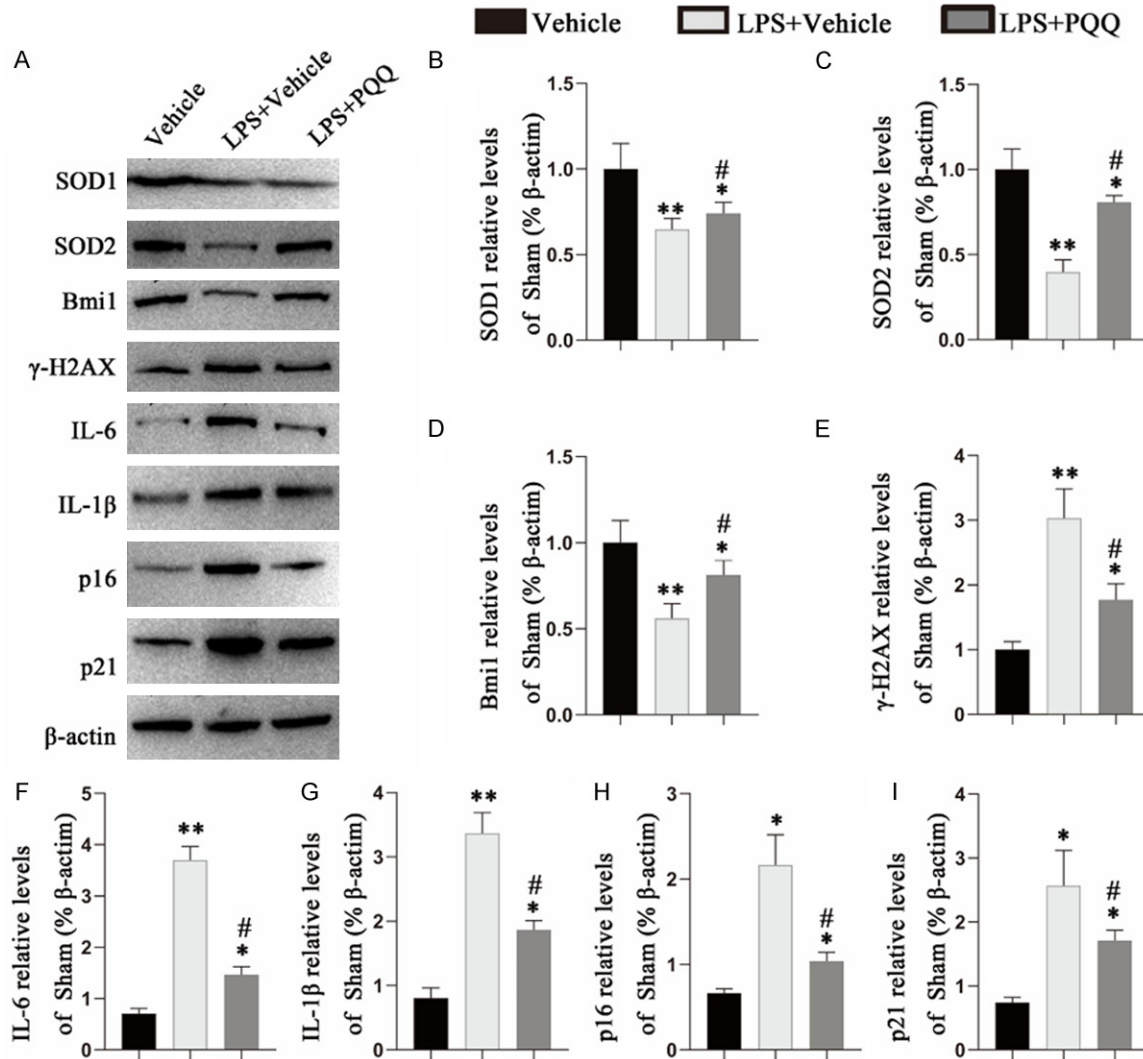 Vehicle LPS+Vehicle LPS+PQQ
A
Vehicle LPS+Vehicle LPS+PQQ
SOD1
SOD2
Bmi1
γ-H2AX
IL-6
IL-1β
p16
p21
β-actin
B
SOD1 relative levels
of Sham (% β-actim)
1.5
1.0
0.5
0.0
**
#
*
C
SOD2 relative levels
of Sham (% β-actim)
1.5
1.0
0.5
0.0
**
#
*
D
Bmi1 relative levels
of Sham (% β-actim)
1.5
1.0
0.5
0.0
**
#
*
E
γ-H2AX relative levels
of Sham (% β-actim)
4
3
2
1
0
**
#
*
F
IL-6 relative levels
of Sham (% β-actim)
5
4
3
2
1
0
**
#
*
G
IL-1β relative levels
of Sham (% β-actim)
4
3
2
1
0
**
#
*
H
p16 relative levels
of Sham (% β-actim)
3
2
1
0
*
#
*
I
p21 relative levels
of Sham (% β-actim)
4
3
2
1
0
*
#
*